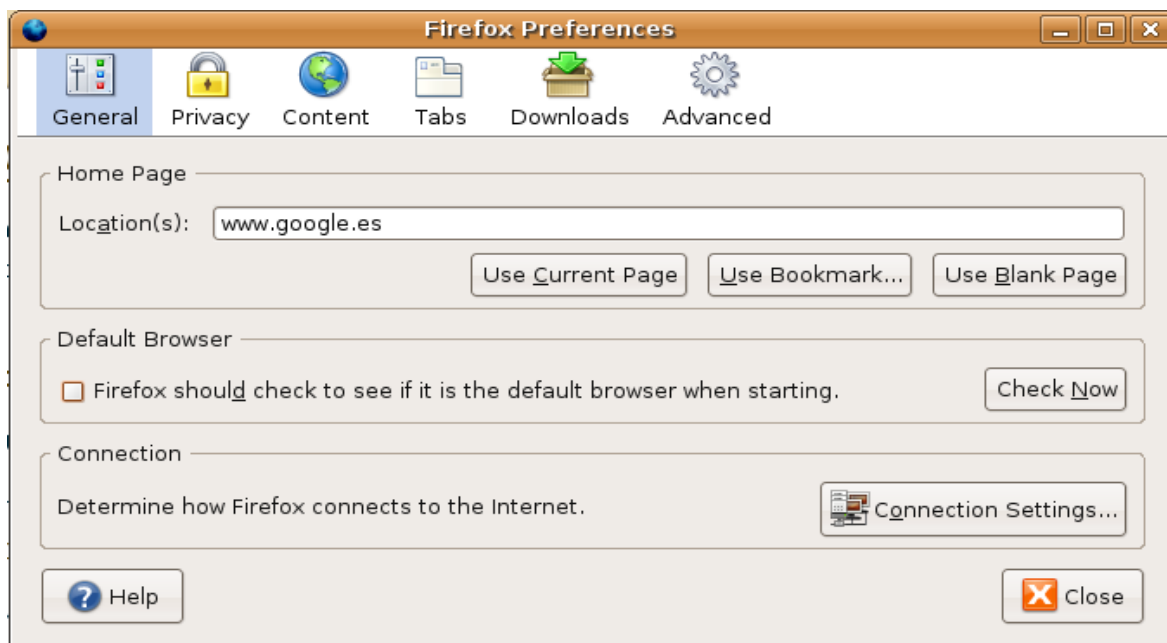 Firefox Preferences
General Privacy Content Tabs Downloads Advanced
Home Page
Location(s): www.google.es
Use Current Page Use Bookmark... Use Blank Page
Default Browser
Firefox should check to see if it is the default browser when starting. Check Now
Connection
Determine how Firefox connects to the Internet. Connection Settings...
Help Close